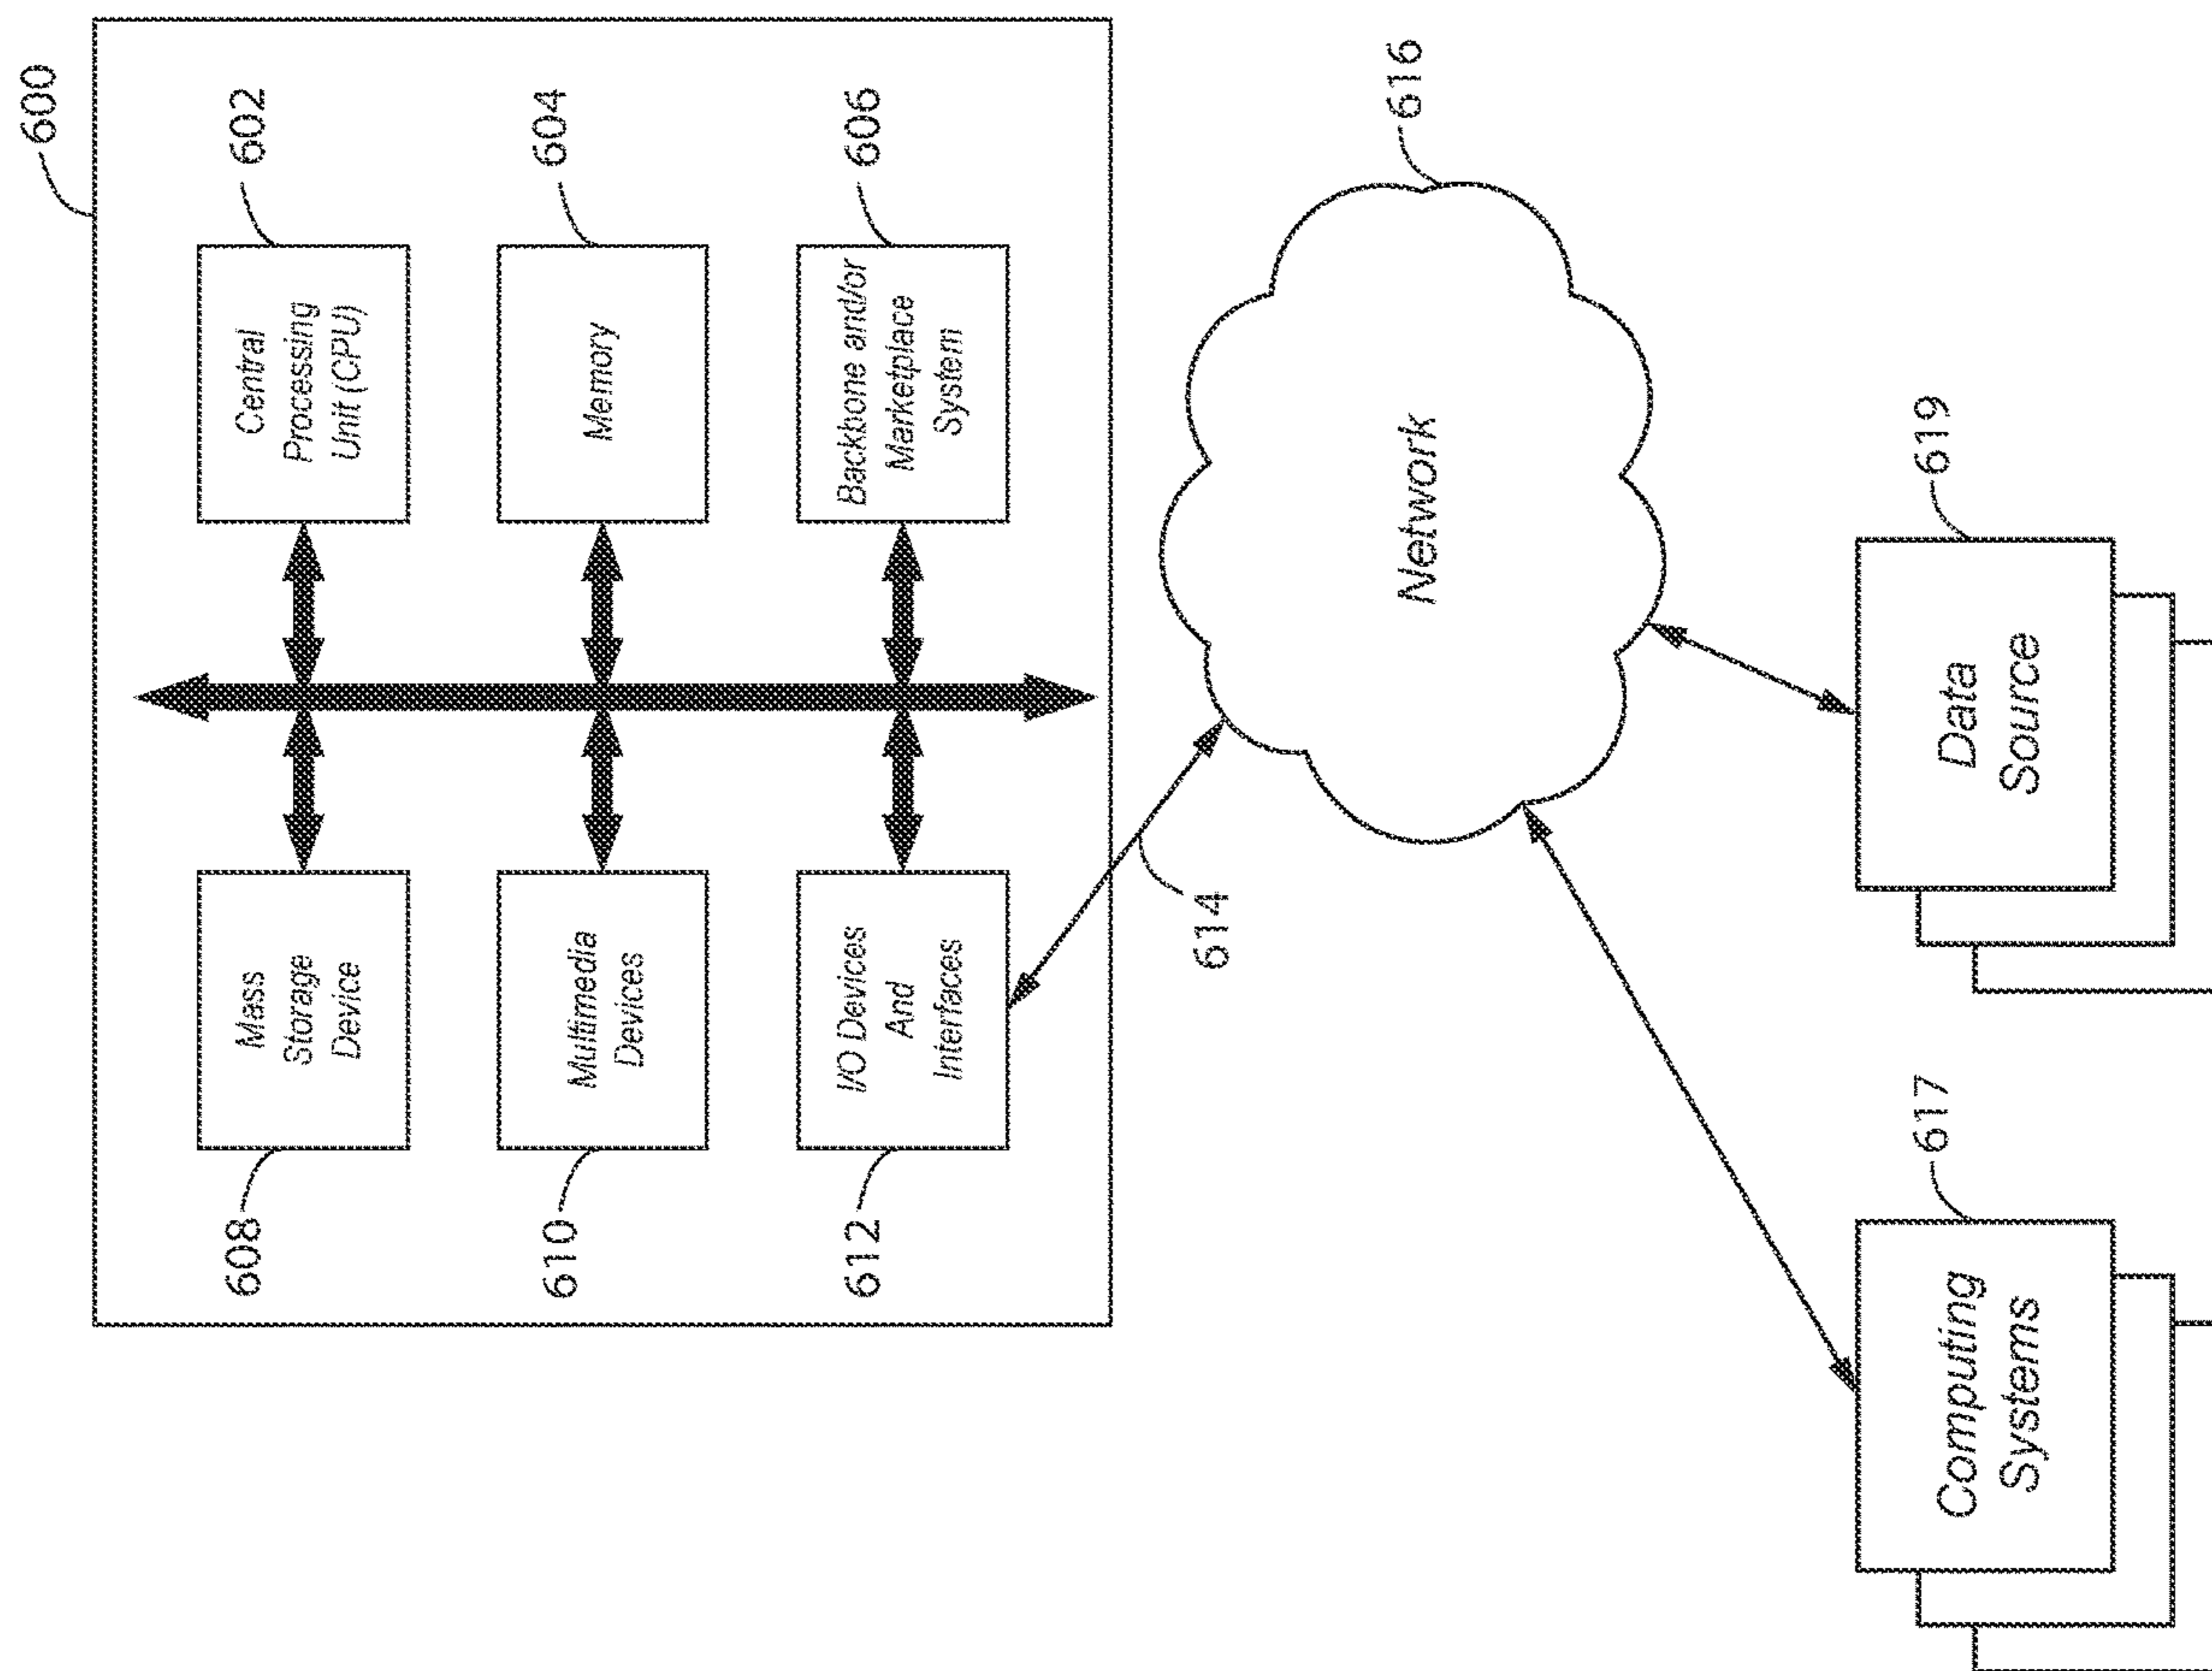 600
608
Mass
Storage
Device
Central
Processing
Unit (CPU)
602
610
Multimedia
Devices
Memory
604
612
I/O Devices
And
Interfaces
Backbone and/or
Marketplace
System
606
614
Network
616
617
Computing
Systems
Data
Source
619